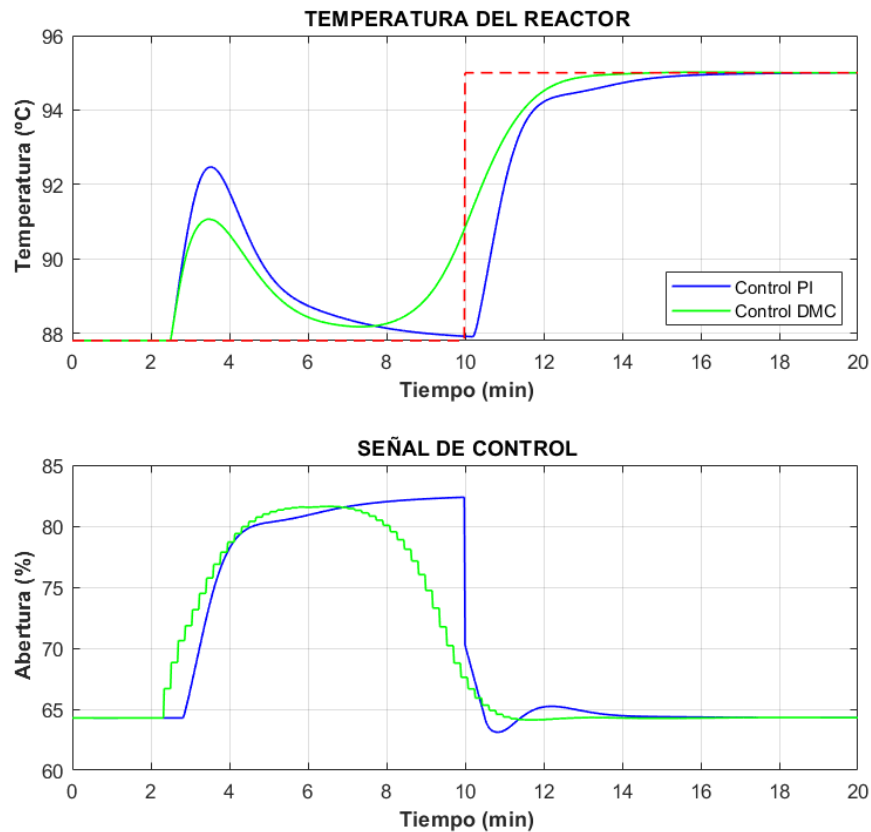 TEMPERATURA DEL REACTOR
96
94
92
90
88
Temperatura (ºC)
Control PI
Control DMC
0 2 4 6 8 10 12 14 16 18 20
Tiempo (min)
SEÑAL DE CONTROL
85
80
75
70
65
60
Abertura (%)
0 2 4 6 8 10 12 14 16 18 20
Tiempo (min)